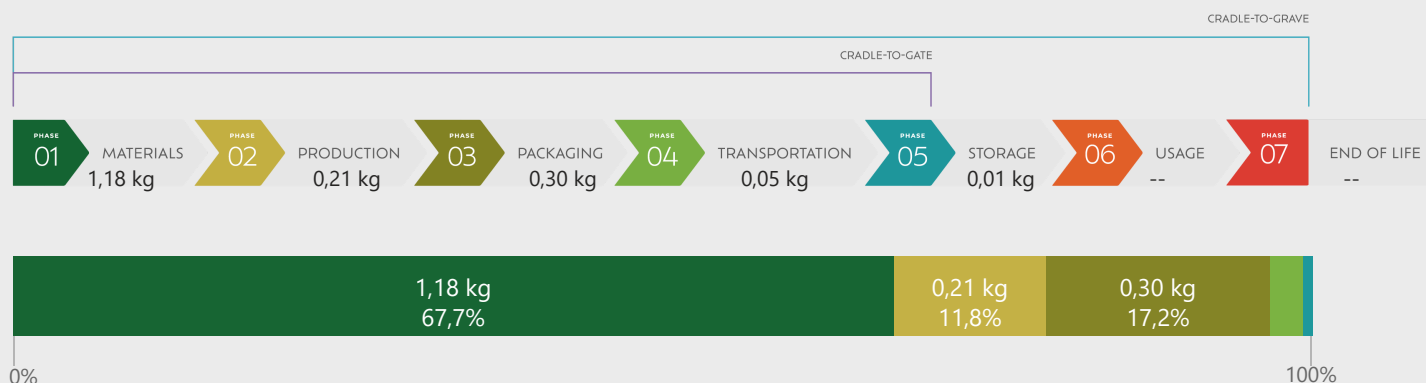 CRADLE-TO-GRAVE
CRADLE-TO-GATE
PHASE
01
MATERIALS
1,18 kg
PHASE
02
PRODUCTION
0,21 kg
PHASE
03
PACKAGING
0,30 kg
PHASE
04
TRANSPORTATION
0,05 kg
PHASE
05
STORAGE
0,01 kg
PHASE
06
USAGE
--
PHASE
07
END OF LIFE
--
1,18 kg
67,7%
0,21 kg
11,8%
0,30 kg
17,2%
0%
100%